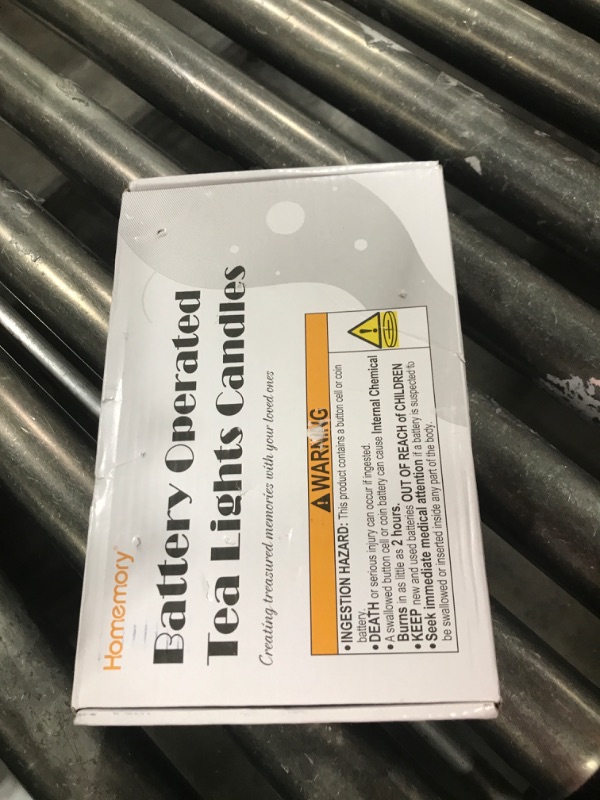 Homemory
Battery Operated
Tea Lights Candles
Creating treasured memories with your loved ones
WARNING
• INGESTION HAZARD: This product contains a button cell or coin
battery.
• DEATH or serious injury can occur if ingested.
• A swallowed button cell or coin battery can cause Internal Chemical
Burns in as little as 2 hours.
• KEEP new and used batteries OUT OF REACH of CHILDREN
• Seek immediate medical attention if a battery is suspected to
be swallowed or inserted inside any part of the body.